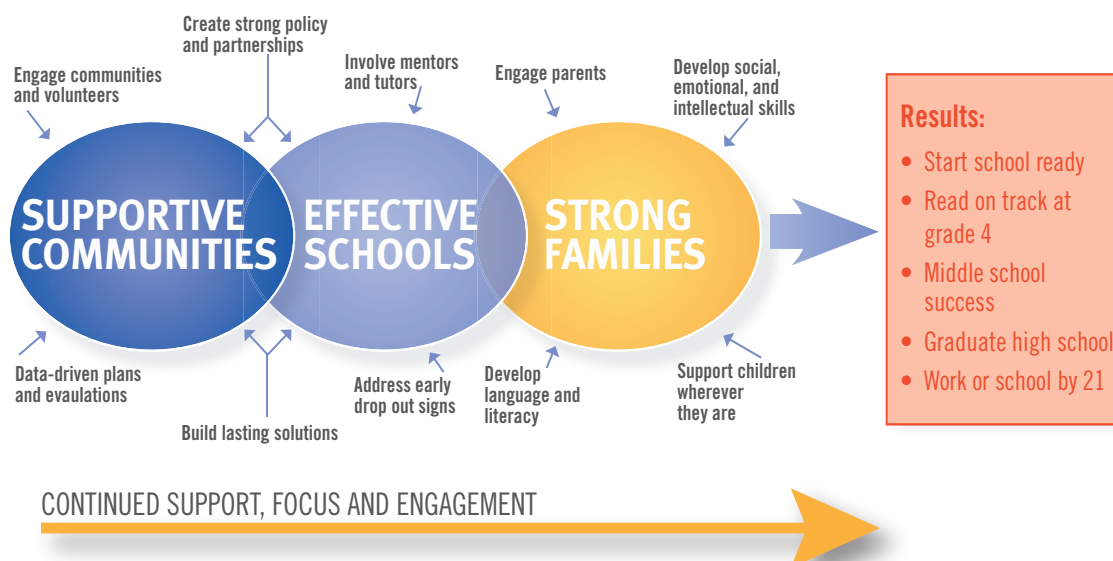 Create strong policy
and partnerships
Engage communities
and volunteers
Involve mentors
and tutors
Engage parents
Develop social,
emotional, and
intellectual skills
SUPPORTIVE
COMMUNITIES
EFFECTIVE
SCHOOLS
STRONG
FAMILIES
Data-driven plans
and evaulations
Build lasting solutions
Address early
drop out signs
Develop
language and
literacy
Support children
wherever
they are
Results:
• Start school ready
• Read on track at
grade 4
• Middle school
success
• Graduate high school
• Work or school by 21
CONTINUED SUPPORT, FOCUS AND ENGAGEMENT